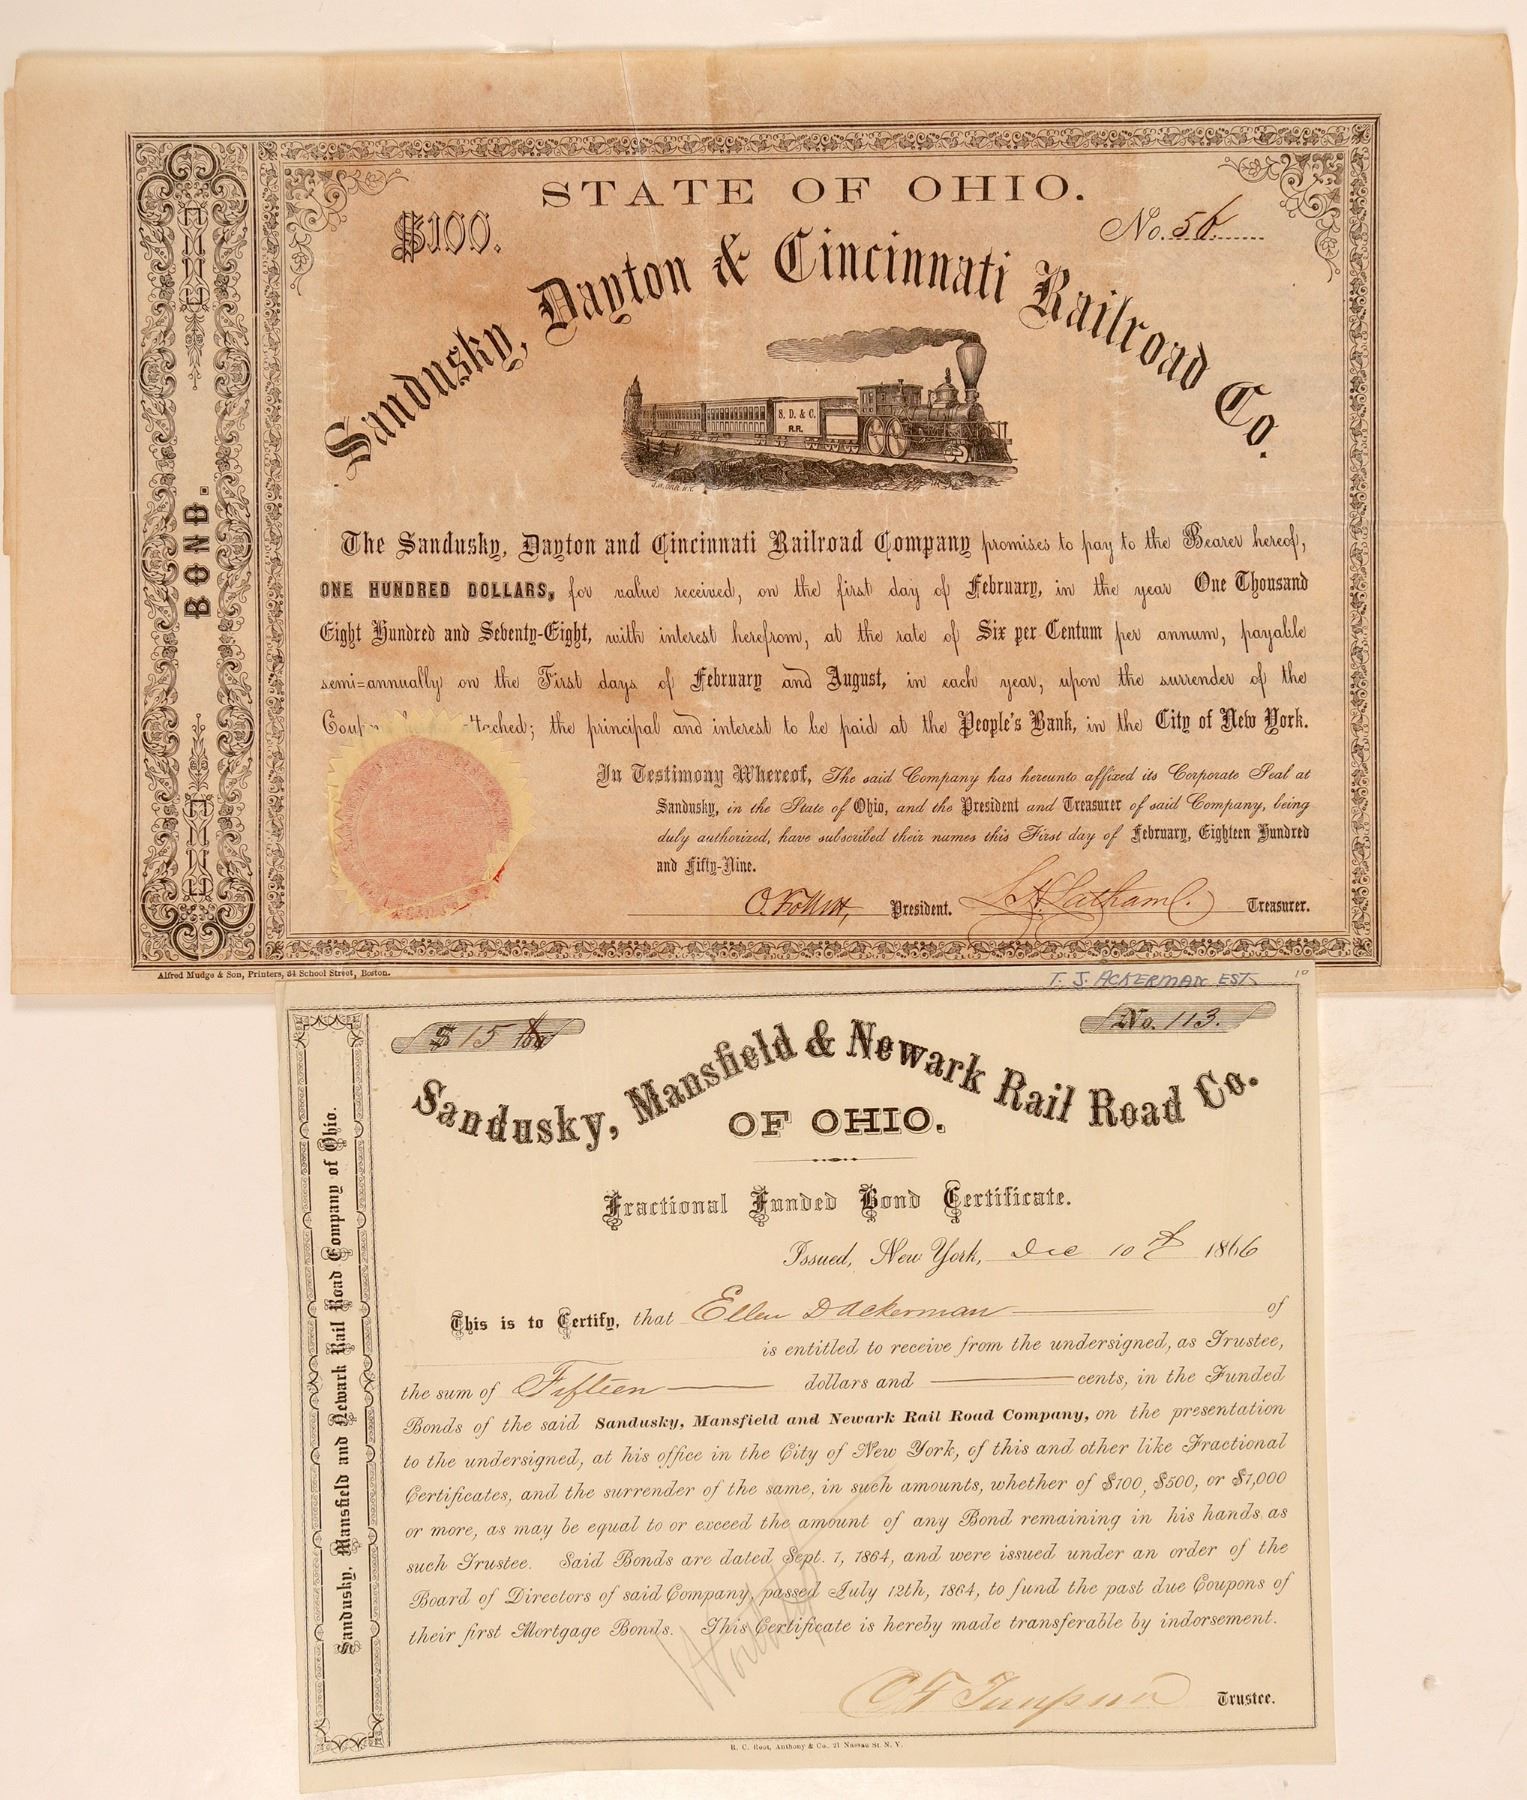 STATE OF OHIO.
$100.
No. 56
Sandusky, Dayton & Cincinnati Railroad Co.
S. D. & C.
R.R.
BOND.
The Sandusky, Dayton and Cincinnati Railroad Company promises to pay to the Bearer hereof,
ONE HUNDRED DOLLARS, for value received, on the first day of February, in the year One Thousand
Eight Hundred and Seventy-Eight, with interest herefrom, at the rate of Six per Centum per annum, payable
semi=annually on the First days of February and August, in each year, upon the surrender of the
Coup ttached; the principal and interest to be paid at the People's Bank, in the City of New York.
In Testimony Whereof, The said Company has hereunto affixed its Corporate Seal at
Sandusky, in the State of Ohio, and the President and Treasurer of said Company, being
duly authorized, have subscribed their names this First day of February, Eighteen Hundred
and Fifty-Nine.
O. Follett, President. Latham Treasurer.
Alfred Mudge & Son, Printers, 34 School Street, Boston.
T. J. ACKERMAN EST.
10
$ 15
No. 113.
Sandusky, Mansfield & Newark Rail Road Co.
OF OHIO.
Sandusky, Mansfield and Newark Rail Road Company of Ohio.
Fractional Funded Bond Certificate.
Issued, New York, Dec 10th 1866
This is to Certify, that Ellen D Ackerman of
is entitled to receive from the undersigned, as Trustee,
the sum of Fifteen dollars and cents, in the Funded
Bonds of the said Sandusky, Mansfield and Newark Rail Road Company, on the presentation
to the undersigned, at his office in the City of New York, of this and other like Fractional
Certificates, and the surrender of the same, in such amounts, whether of $100, $500, or $1,000
or more, as may be equal to or exceed the amount of any Bond remaining in his hands as
such Trustee. Said Bonds are dated Sept. 1, 1864, and were issued under an order of the
Board of Directors of said Company, passed July 12th, 1864, to fund the past due Coupons of
their first Mortgage Bonds. This Certificate is hereby made transferable by indorsement.
Trustee.
R. C. Root, Anthony & Co., 21 Nassau St. N. Y.